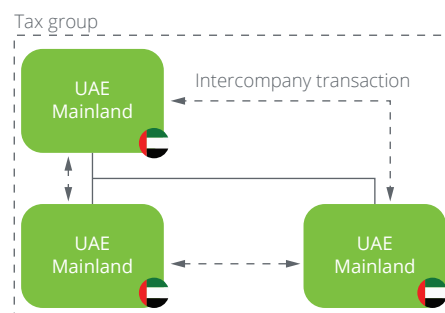 Tax group
UAE
Mainland
Intercompany transaction
UAE
Mainland
UAE
Mainland